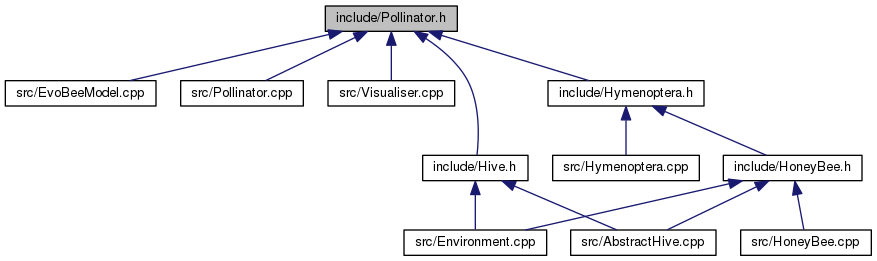 include/Pollinator.h
src/EvoBeeModel.cpp
src/Pollinator.cpp
src/Visualiser.cpp
include/Hymenoptera.h
include/Hive.h
src/Hymenoptera.cpp
include/HoneyBee.h
src/Environment.cpp
src/AbstractHive.cpp
src/HoneyBee.cpp